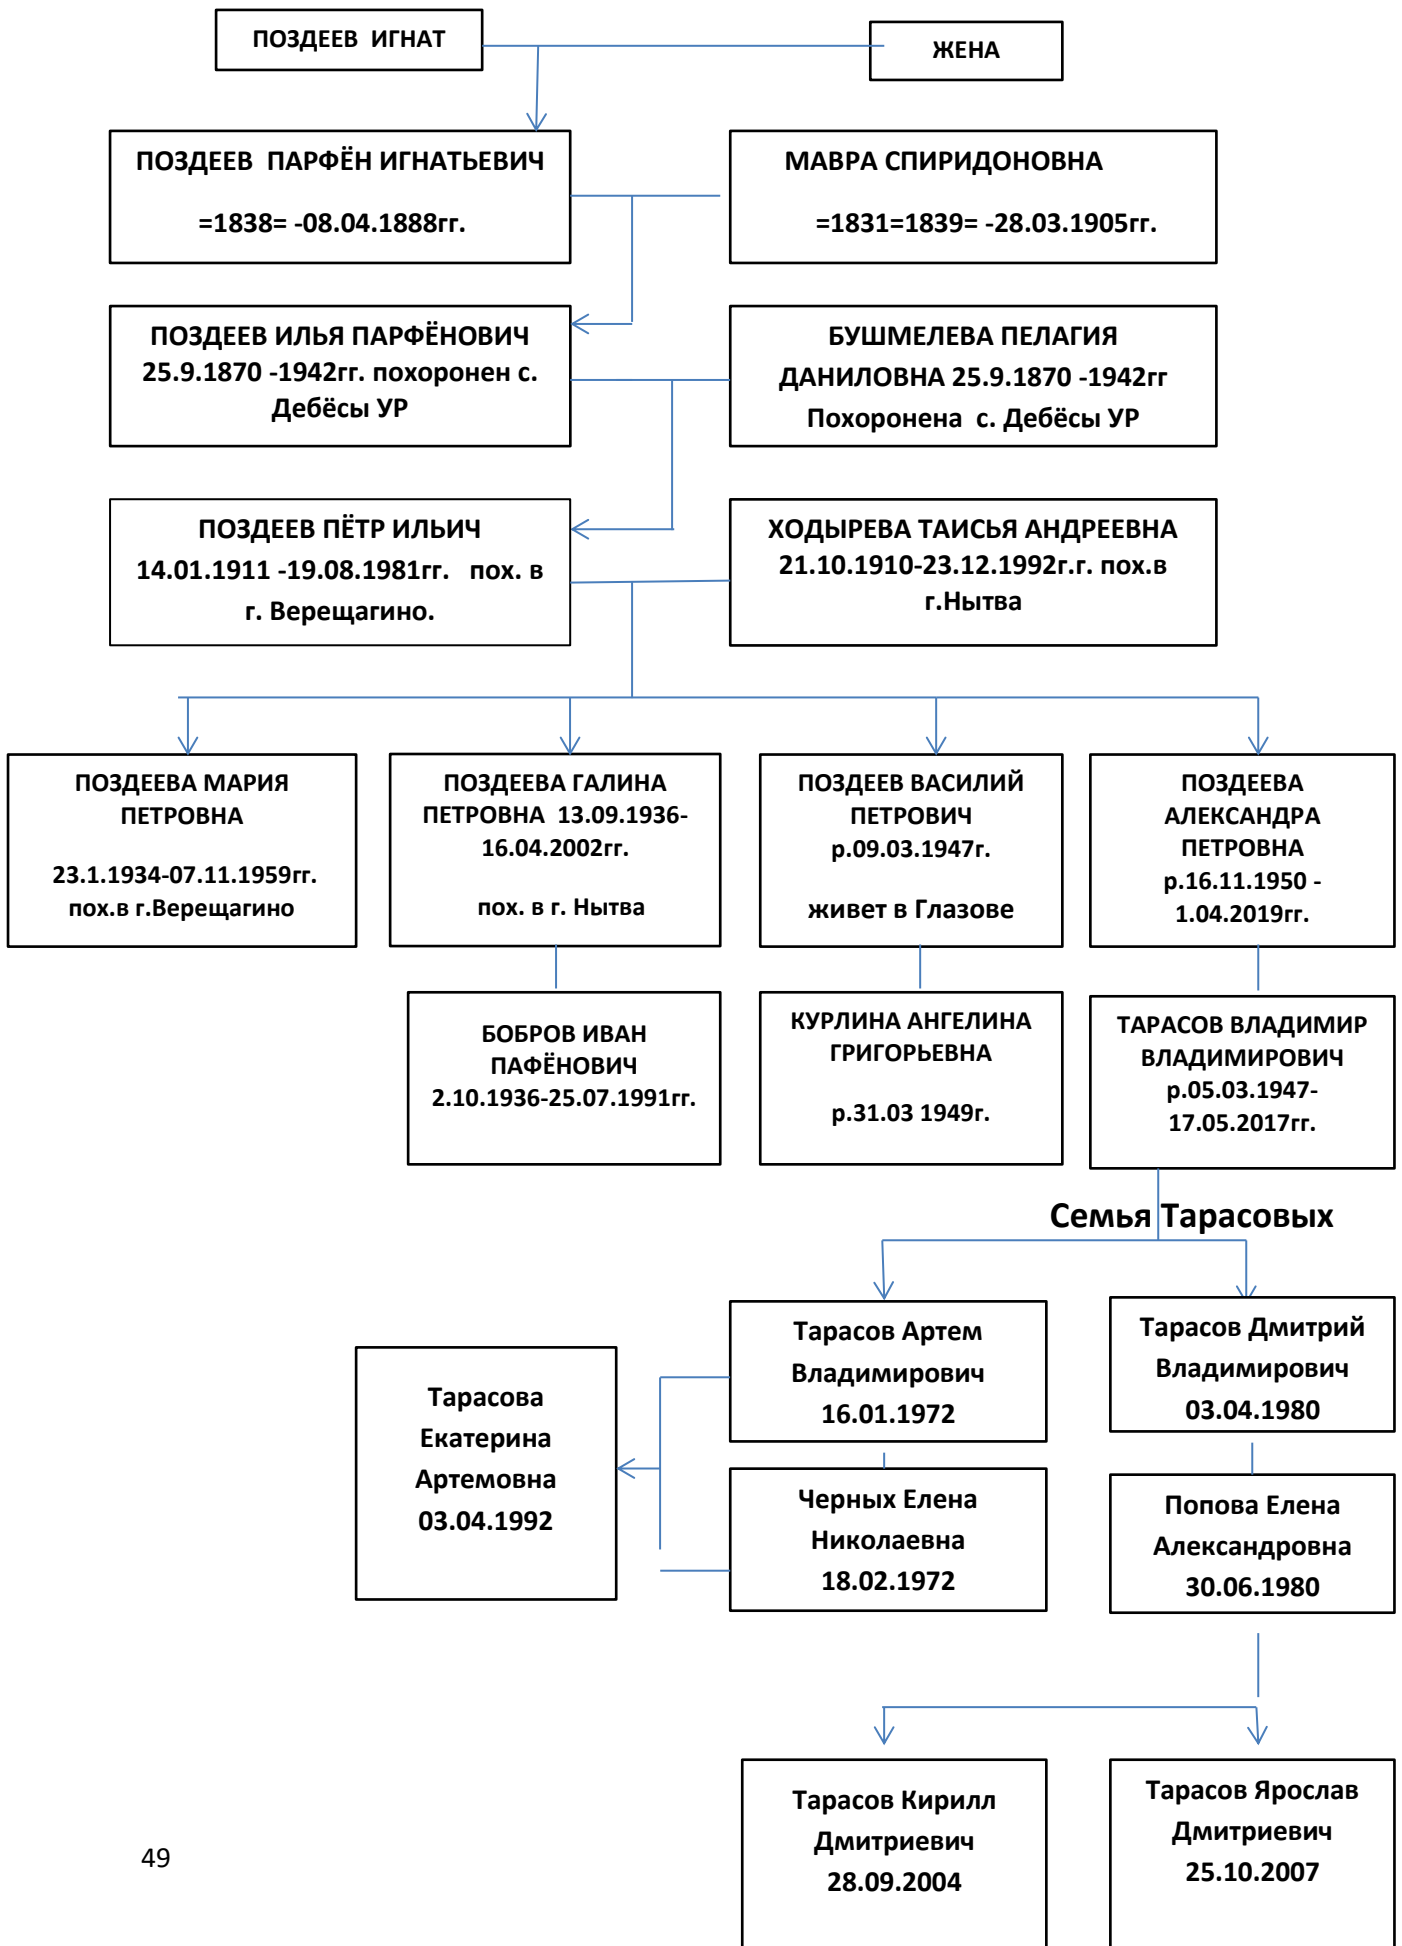 ПОЗДЕЕВ ИГНАТ
ЖЕНА
ПОЗДЕЕВ ПАРФЁН ИГНАТЬЕВИЧ
=1838= -08.04.1888гг.
МАВРА СПИРИДОНОВНА
=1831=1839= -28.03.1905гг.
ПОЗДЕЕВ ИЛЬЯ ПАРФЁНОВИЧ
25.9.1870 -1942гг. похоронен с.
Дебёсы УР
БУШМЕЛЕВА ПЕЛАГИЯ
ДАНИЛОВНА 25.9.1870 -1942гг
Похоронена с. Дебёсы УР
ПОЗДЕЕВ ПЁТР ИЛЬИЧ
14.01.1911 -19.08.1981гг. пох. в
г. Верещагино.
ХОДЫРЕВА ТАИСЬЯ АНДРЕЕВНА
21.10.1910-23.12.1992г.г. пох.в
г.Нытва
ПОЗДЕЕВА МАРИЯ
ПЕТРОВНА
23.1.1934-07.11.1959гг.
пох.в г.Верещагино
ПОЗДЕЕВА ГАЛИНА
ПЕТРОВНА 13.09.1936-
16.04.2002гг.
пох. в г. Нытва
ПОЗДЕЕВ ВАСИЛИЙ
ПЕТРОВИЧ
р.09.03.1947г.
живет в Глазове
ПОЗДЕЕВА
АЛЕКСАНДРА
ПЕТРОВНА
р.16.11.1950 -
1.04.2019гг.
БОБРОВ ИВАН
ПАФЁНОВИЧ
2.10.1936-25.07.1991гг.
КУРЛИНА АНГЕЛИНА
ГРИГОРЬЕВНА
р.31.03 1949г.
ТАРАСОВ ВЛАДИМИР
ВЛАДИМИРОВИЧ
р.05.03.1947-
17.05.2017гг.
Семья Тарасовых
Тарасова
Екатерина
Артемовна
03.04.1992
Тарасов Артем
Владимирович
16.01.1972
Тарасов Дмитрий
Владимирович
03.04.1980
Черных Елена
Николаевна
18.02.1972
Попова Елена
Александровна
30.06.1980
Тарасов Кирилл
Дмитриевич
28.09.2004
Тарасов Ярослав
Дмитриевич
25.10.2007
49